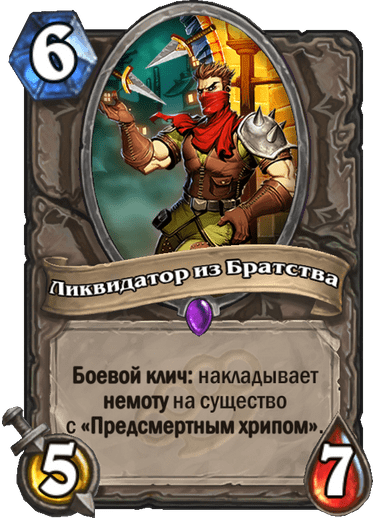 6
Ликвидатор из Братства
Боевой клич: накладывает
немоту на существо
с «Предсмертным хрипом».
5
7